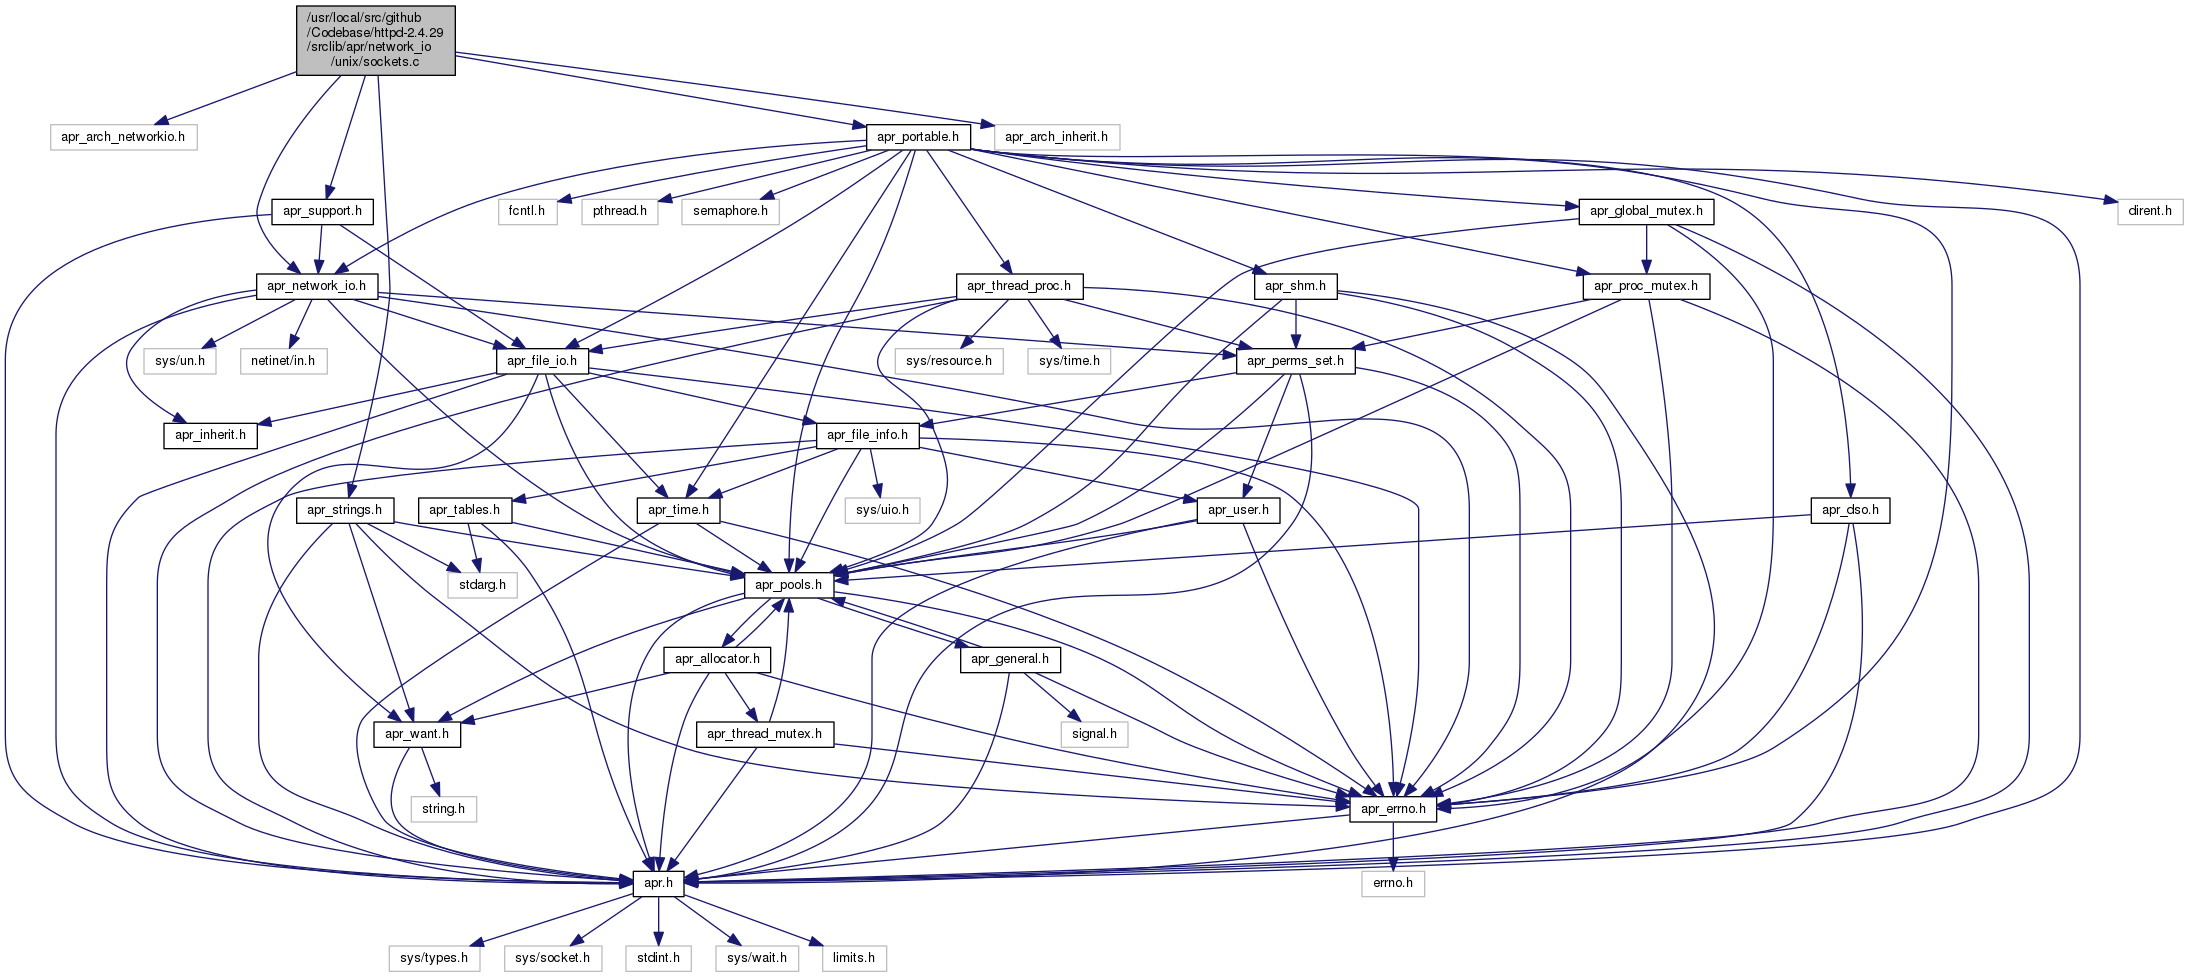 /usr/local/src/github
/Codebase/httpd-2.4.29
/srclib/apr/network_io
/unix/sockets.c
apr_arch_networkio.h
apr_portable.h
apr_arch_inherit.h
apr_support.h
fcntl.h
pthread.h
semaphore.h
apr_global_mutex.h
dirent.h
apr_network_io.h
apr_thread_proc.h
apr_shm.h
apr_proc_mutex.h
sys/un.h
netinet/in.h
apr_file_io.h
sys/resource.h
sys/time.h
apr_perms_set.h
apr_inherit.h
apr_file_info.h
apr_strings.h
apr_tables.h
apr_time.h
sys/uio.h
apr_user.h
apr_dso.h
stdarg.h
apr_pools.h
apr_allocator.h
apr_general.h
apr_want.h
apr_thread_mutex.h
signal.h
string.h
apr_errno.h
apr.h
errno.h
sys/types.h
sys/socket.h
stdint.h
sys/wait.h
limits.h